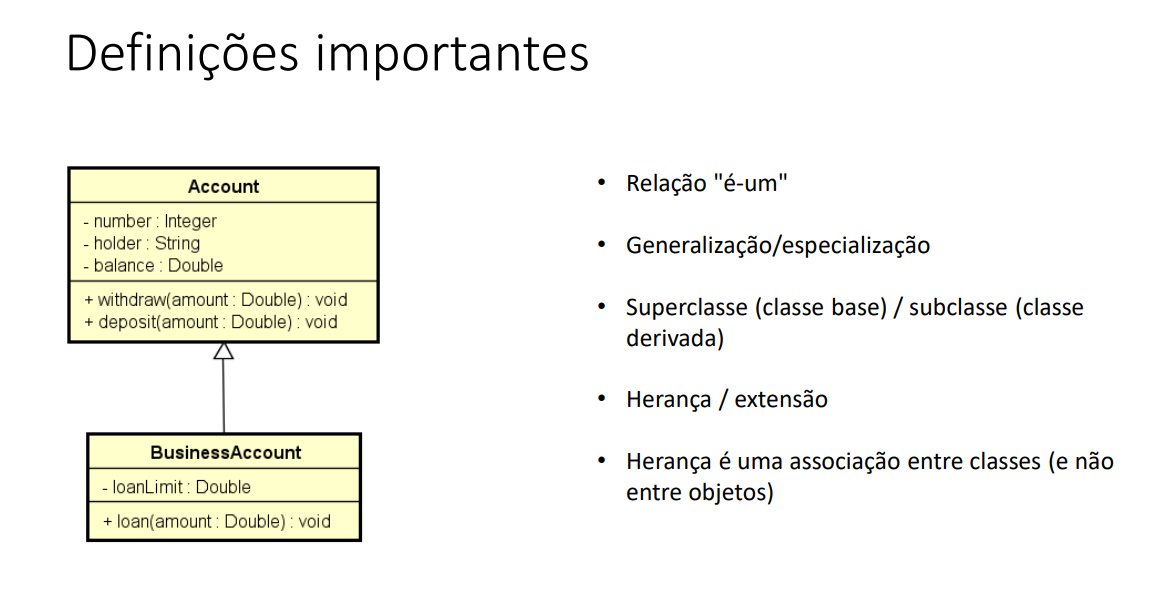 Definições importantes
Account
- number : Integer
- holder : String
- balance : Double
+ withdraw(amount : Double) : void
+ deposit(amount : Double) : void
BusinessAccount
- loanLimit : Double
+ loan(amount : Double) : void
• Relação "é-um"
• Generalização/especialização
• Superclasse (classe base) / subclasse (classe
derivada)
• Herança / extensão
• Herança é uma associação entre classes (e não
entre objetos)